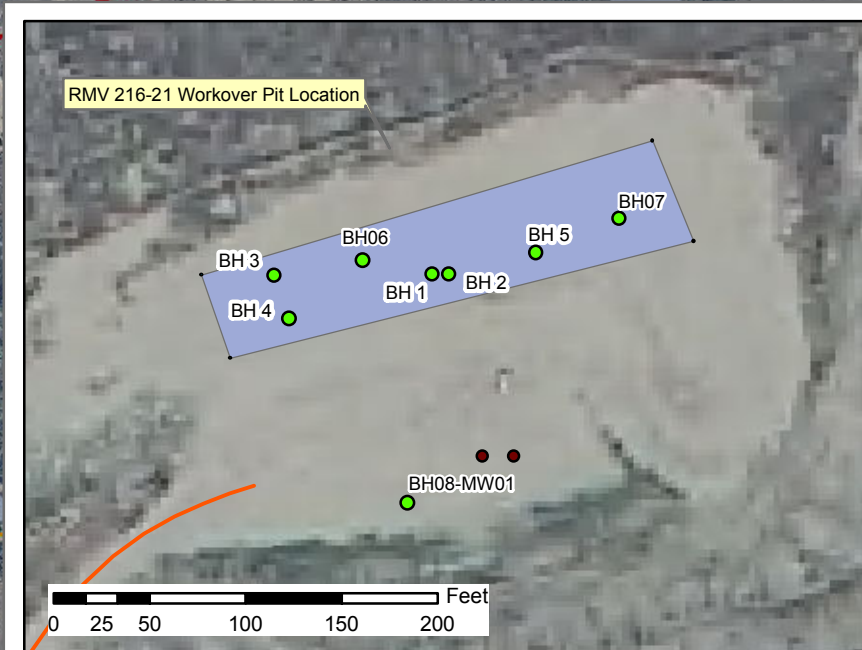 RMV 216-21 Workover Pit Location
BH07
BH 5
BH06
BH 3
BH 1
BH 2
BH 4
BH08-MW01
Feet
0 25 50 100 150 200